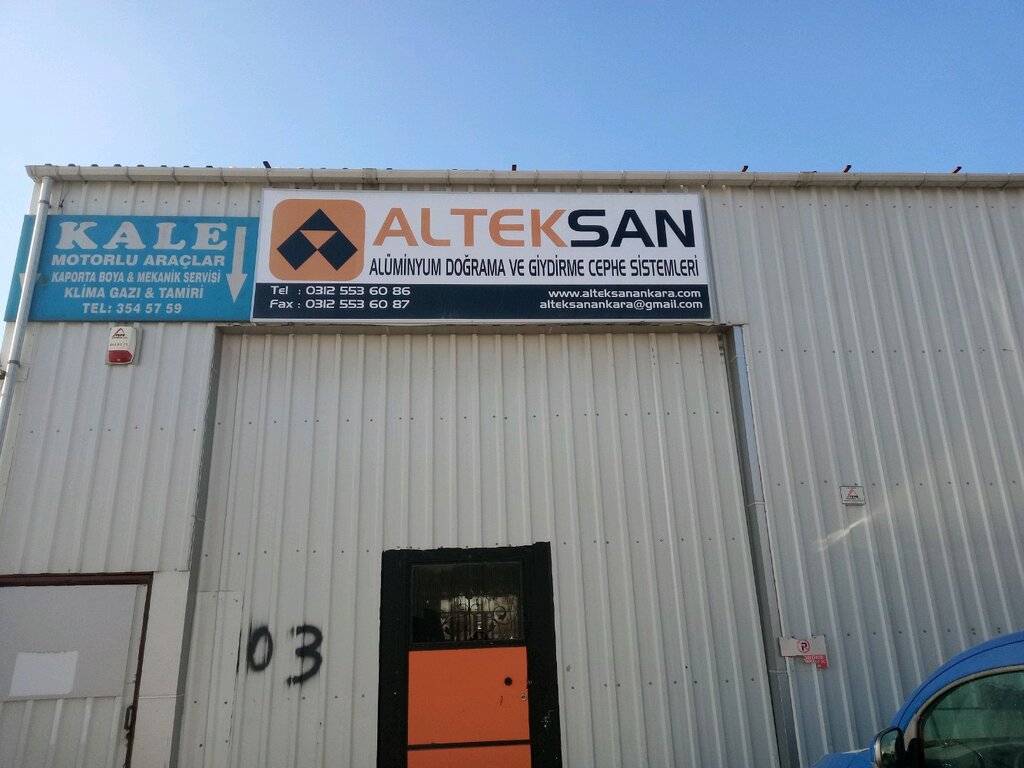 KALE
MOTORLU ARAÇLAR
KAPORTA BOYA & MEKANİK SERVİSİ
KLİMA GAZI & TAMİRİ
TEL: 354 57 59
ALTEKSAN
ALÜMİNYUM DOĞRAMA VE GİYDİRME CEPHE SİSTEMLERİ
Tel : 0312 553 60 86
Fax : 0312 553 60 87
www.alteksanankara.com
alteksanankara@gmail.com
03